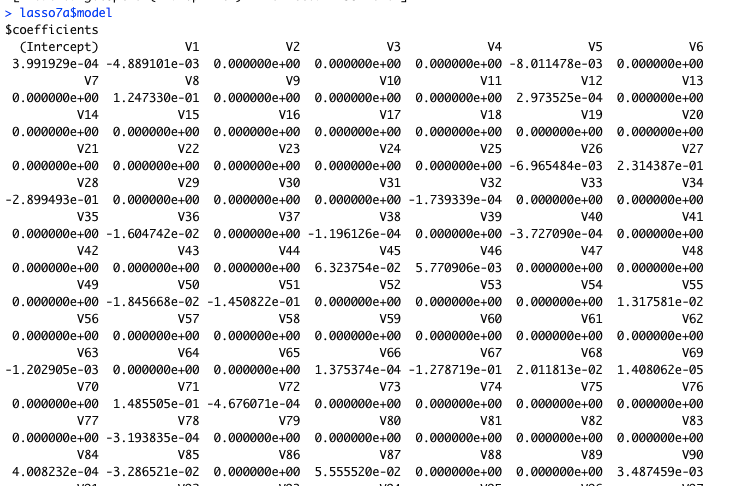 > lasso7a$model
$coefficients
(Intercept) V1 V2 V3 V4 V5 V6
3.991929e-04 -4.889101e-03 0.000000e+00 0.000000e+00 0.000000e+00 -8.011478e-03 0.000000e+00
V7 V8 V9 V10 V11 V12 V13
0.000000e+00 1.247330e-01 0.000000e+00 0.000000e+00 0.000000e+00 2.973525e-04 0.000000e+00
V14 V15 V16 V17 V18 V19 V20
0.000000e+00 0.000000e+00 0.000000e+00 0.000000e+00 0.000000e+00 0.000000e+00 0.000000e+00
V21 V22 V23 V24 V25 V26 V27
0.000000e+00 0.000000e+00 0.000000e+00 0.000000e+00 0.000000e+00 -6.965484e-03 2.314387e-01
V28 V29 V30 V31 V32 V33 V34
-2.899493e-01 0.000000e+00 0.000000e+00 0.000000e+00 -1.739339e-04 0.000000e+00 0.000000e+00
V35 V36 V37 V38 V39 V40 V41
0.000000e+00 -1.604742e-02 0.000000e+00 -1.196126e-04 0.000000e+00 -3.727090e-04 0.000000e+00
V42 V43 V44 V45 V46 V47 V48
0.000000e+00 0.000000e+00 0.000000e+00 6.323754e-02 5.770906e-03 0.000000e+00 0.000000e+00
V49 V50 V51 V52 V53 V54 V55
0.000000e+00 -1.845668e-02 -1.450822e-01 0.000000e+00 0.000000e+00 0.000000e+00 1.317581e-02
V56 V57 V58 V59 V60 V61 V62
0.000000e+00 0.000000e+00 0.000000e+00 0.000000e+00 0.000000e+00 0.000000e+00 0.000000e+00
V63 V64 V65 V66 V67 V68 V69
-1.202905e-03 0.000000e+00 0.000000e+00 1.375374e-04 -1.278719e-01 2.011813e-02 1.408062e-05
V70 V71 V72 V73 V74 V75 V76
0.000000e+00 1.485505e-01 -4.676071e-04 0.000000e+00 0.000000e+00 0.000000e+00 0.000000e+00
V77 V78 V79 V80 V81 V82 V83
0.000000e+00 -3.193835e-04 0.000000e+00 0.000000e+00 0.000000e+00 0.000000e+00 0.000000e+00
V84 V85 V86 V87 V88 V89 V90
4.008232e-04 -3.286521e-02 0.000000e+00 5.555520e-02 0.000000e+00 0.000000e+00 3.487459e-03